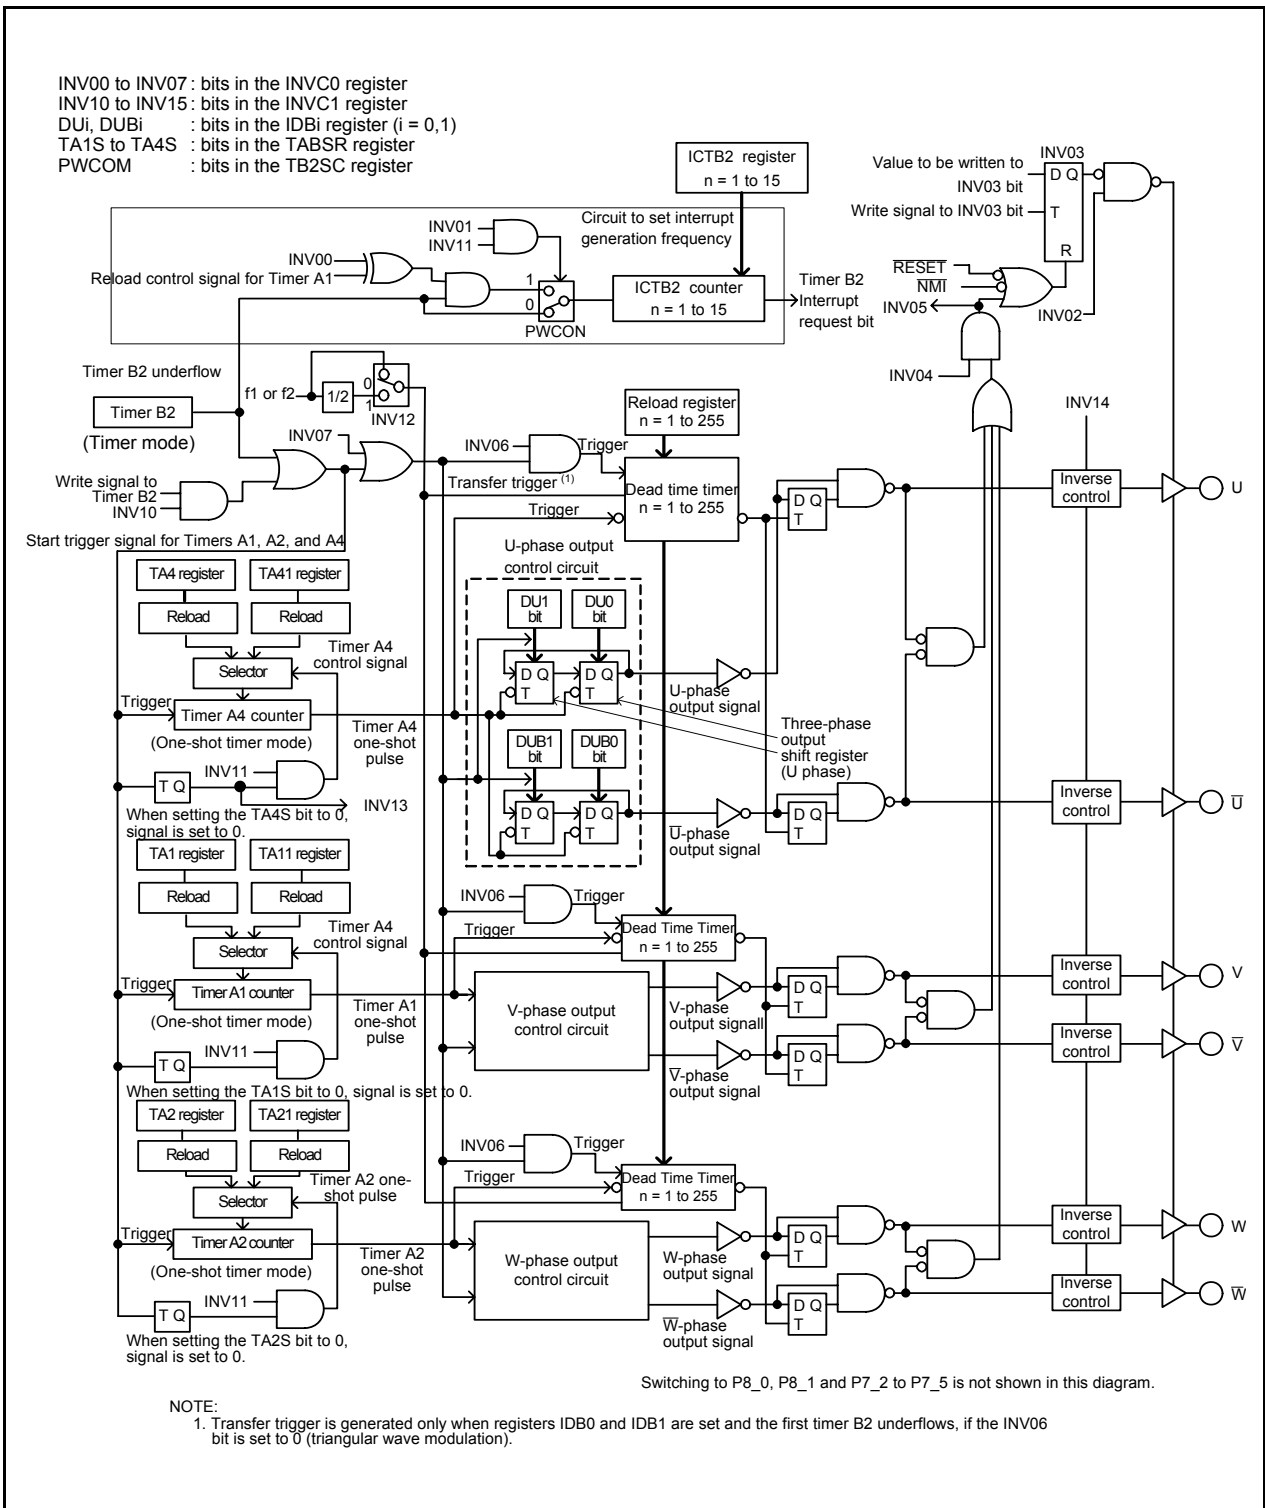 INV00 to INV07 : bits in the INVC0 register
INV10 to INV15 : bits in the INVC1 register
DUi, DUBi : bits in the IDBi register (i = 0,1)
TA1S to TA4S : bits in the TABSR register
PWCOM : bits in the TB2SC register
ICTB2 register
n = 1 to 15
Value to be written to
INV03 bit
INV03
D Q
T
R
Write signal to INV03 bit
INV01
INV11
Circuit to set interrupt
generation frequency
INV00
Reload control signal for Timer A1
1
0
PWCON
ICTB2 counter
n = 1 to 15
Timer B2
Interrupt
request bit
RESET
NMI
INV05
INV02
INV04
Timer B2 underflow
f1 or f2
1/2
0
1
INV12
Timer B2
(Timer mode)
Reload register
n = 1 to 255
INV14
INV07
INV06
Trigger
Transfer trigger (1)
Write signal to
Timer B2
INV10
Dead time timer
n = 1 to 255
Trigger
D Q
T
Inverse
control
U
Start trigger signal for Timers A1, A2, and A4
U-phase output
control circuit
TA4 register
TA41 register
Reload
Reload
DU1
bit
DU0
bit
Timer A4
control signal
Selector
D Q
T
D Q
T
Trigger
Timer A4 counter
(One-shot timer mode)
Timer A4
one-shot
pulse
U-phase
output signal
Three-phase
output
shift register
(U phase)
DUB1
bit
DUB0
bit
INV11
T Q
INV13
When setting the TA4S bit to 0,
signal is set to 0.
D Q
T
D Q
T
U̅-phase
output signal
D Q
T
Inverse
control
U̅
TA1 register
TA11 register
Reload
Reload
INV06
Trigger
Timer A4
control signal
Selector
Trigger
Dead Time Timer
n = 1 to 255
Trigger
Timer A1 counter
(One-shot timer mode)
Timer A1
one-shot
pulse
V-phase output
control circuit
V-phase
output signall
D Q
T
Inverse
control
V
INV11
T Q
V̅-phase
output signal
D Q
T
Inverse
control
V̅
When setting the TA1S bit to 0, signal is set to 0.
TA2 register
TA21 register
Reload
Reload
INV06
Trigger
Timer A2 one-
shot pulse
Selector
Trigger
Dead Time Timer
n = 1 to 255
Trigger
Timer A2 counter
(One-shot timer mode)
Timer A2
one-shot
pulse
W-phase output
control circuit
W-phase
output signal
D Q
T
Inverse
control
W
INV11
T Q
W̅-phase
output signal
D Q
T
Inverse
control
W̅
When setting the TA2S bit to 0,
signal is set to 0.
Switching to P8_0, P8_1 and P7_2 to P7_5 is not shown in this diagram.
NOTE:
1. Transfer trigger is generated only when registers IDB0 and IDB1 are set and the first timer B2 underflows, if the INV06
bit is set to 0 (triangular wave modulation).